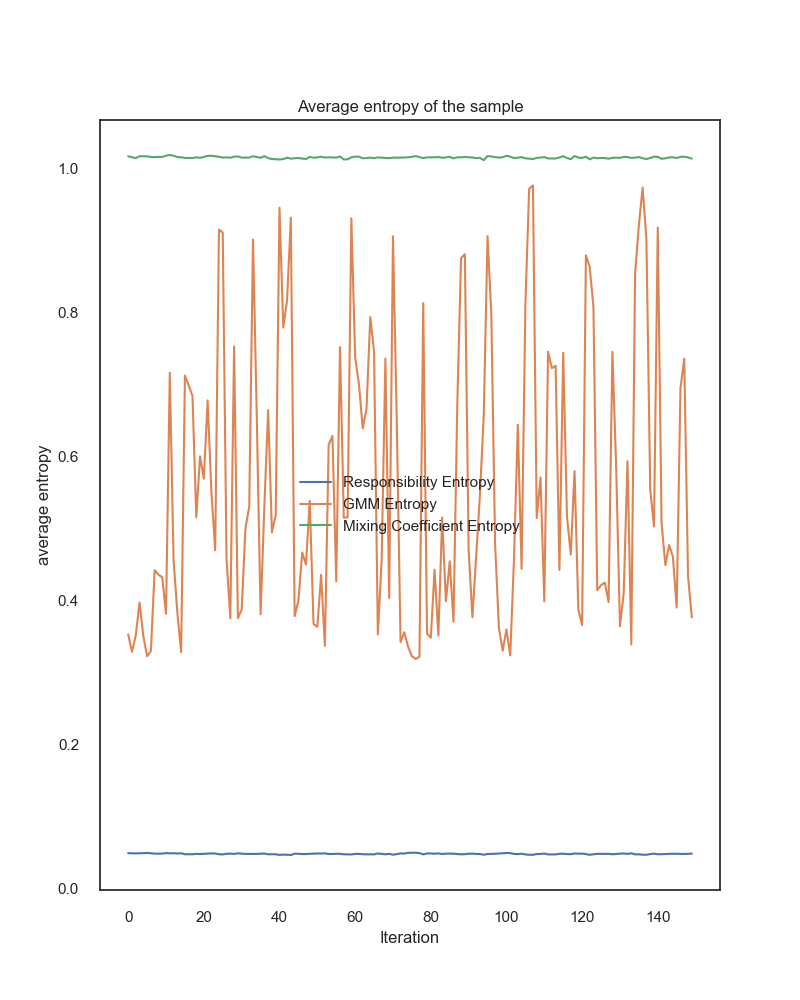 Average entropy of the sample
1.0
0.8
0.6
0.4
0.2
0.0
average entropy
Responsibility Entropy
GMM Entropy
Mixing Coefficient Entropy
0 20 40 60 80 100 120 140
Iteration